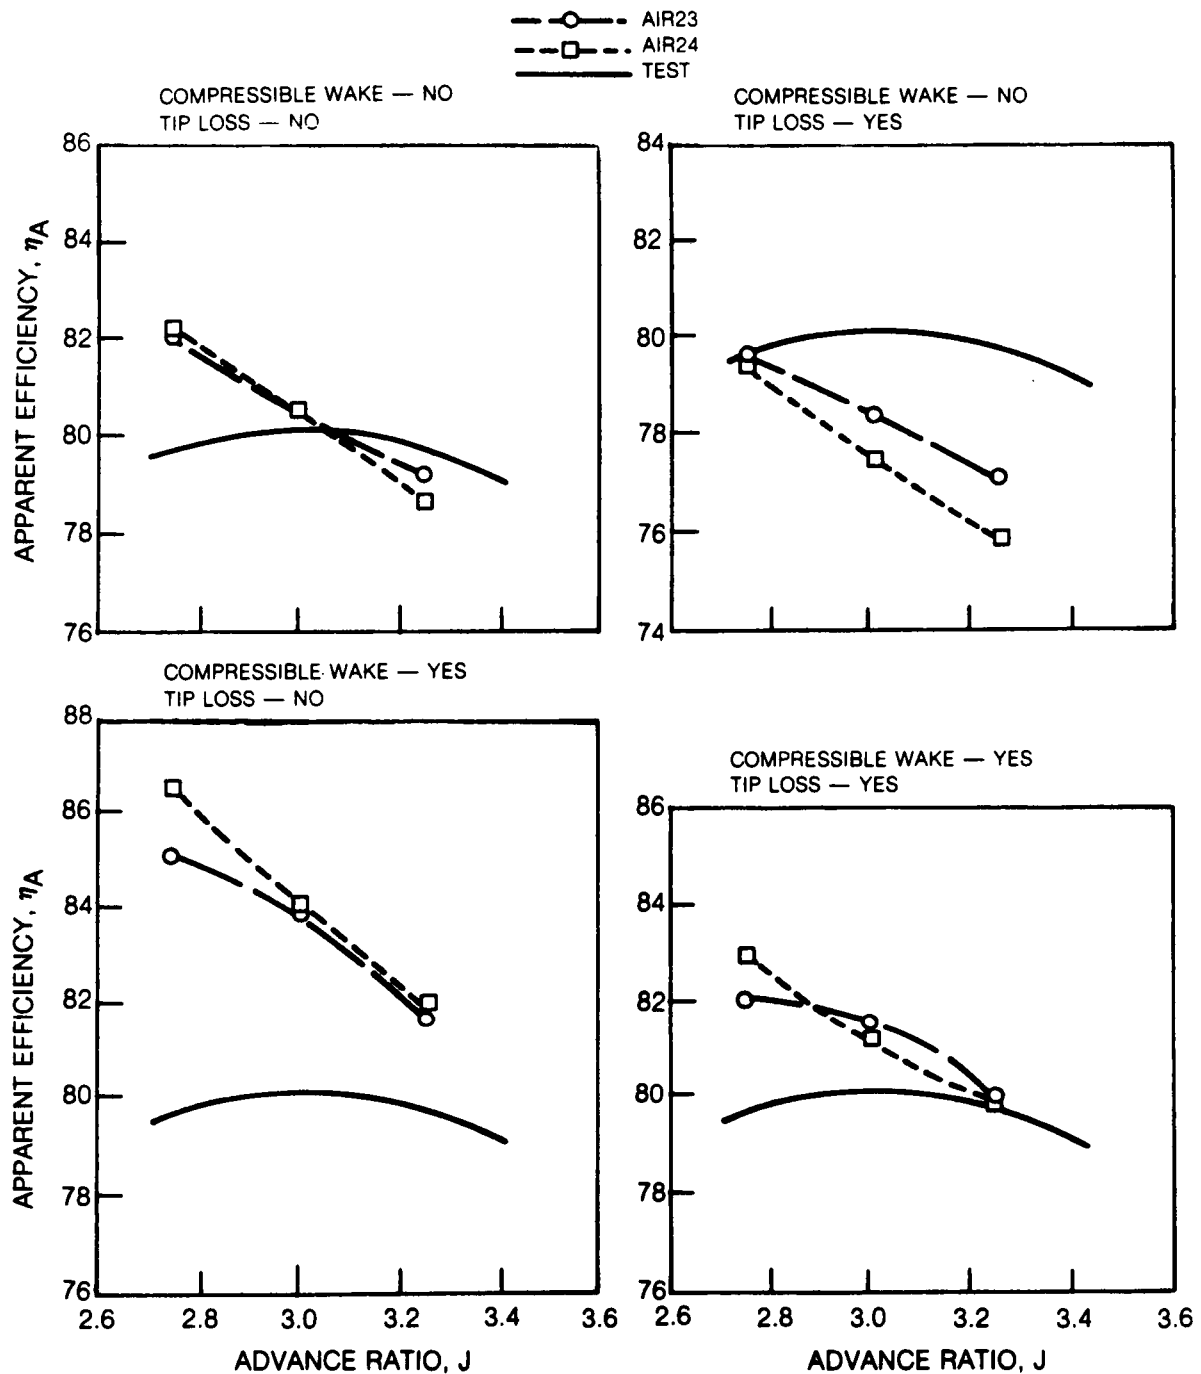 AIR23
AIR24
TEST
COMPRESSIBLE WAKE — NO
TIP LOSS — NO
86
84
82
80
78
76
APPARENT EFFICIENCY, ηA
COMPRESSIBLE WAKE — NO
TIP LOSS — YES
84
82
80
78
76
74
COMPRESSIBLE WAKE — YES
TIP LOSS — NO
88
86
84
82
80
78
76
APPARENT EFFICIENCY, ηA
2.6 2.8 3.0 3.2 3.4 3.6
ADVANCE RATIO, J
COMPRESSIBLE WAKE — YES
TIP LOSS — YES
86
84
82
80
78
76
2.6 2.8 3.0 3.2 3.4 3.6
ADVANCE RATIO, J